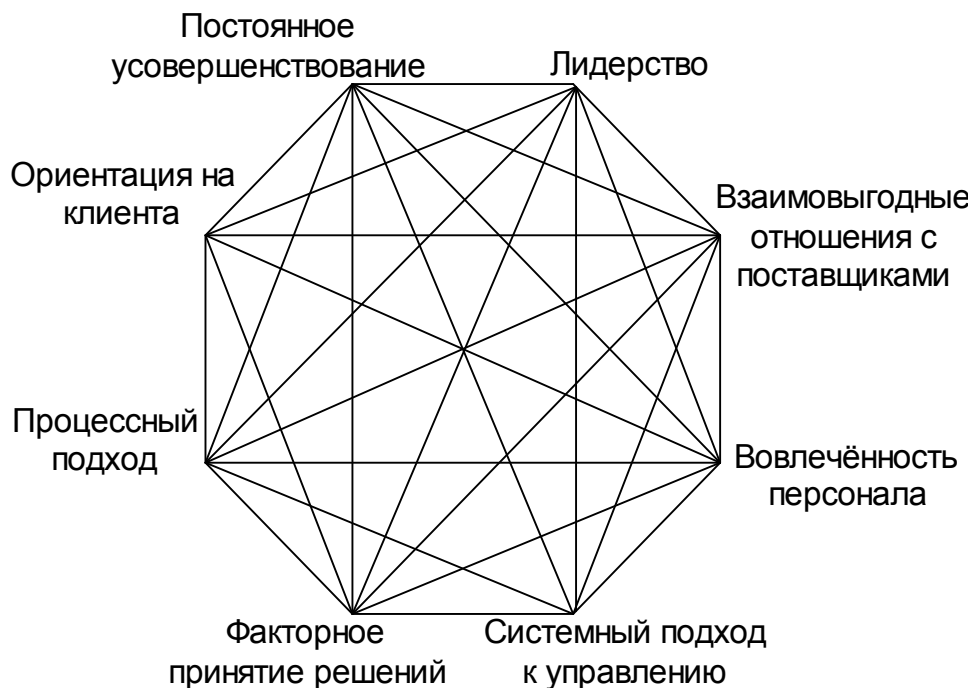 Постоянное
усовершенствование
Лидерство
Ориентация на
клиента
Взаимовыгодные
отношения с
поставщиками
Процессный
подход
Вовлечённость
персонала
Факторное
принятие решений
Системный подход
к управлению